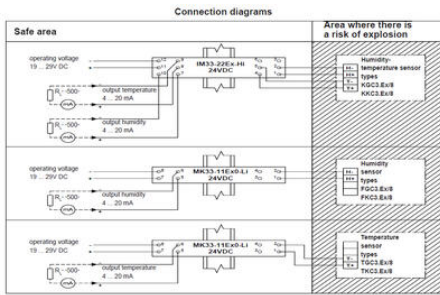 Connection diagrams
Safe area
Area where there is
a risk of explosion
operating voltage
19 ... 29V DC
IM33-22Ex-Hi
24VDC
output temperature
4 ... 20 mA
output humidity
4 ... 20 mA
mA
mA
Humidity-
temperature sensor
types
KGC3.Ex/8
KKC3.Ex/8
H-
H+
T-
T+
operating voltage
19 ... 29V DC
MK33-11Ex0-Li
24VDC
output humidity
4 ... 20 mA
mA
Humidity
sensor
types
FGC3.Ex/8
FKC3.Ex/8
H-
H+
operating voltage
19 ... 29V DC
MK33-11Ex0-Li
24VDC
output temperature
4 ... 20 mA
mA
Temperature
sensor
types
TGC3.Ex/8
TKC3.Ex/8
T-
T+